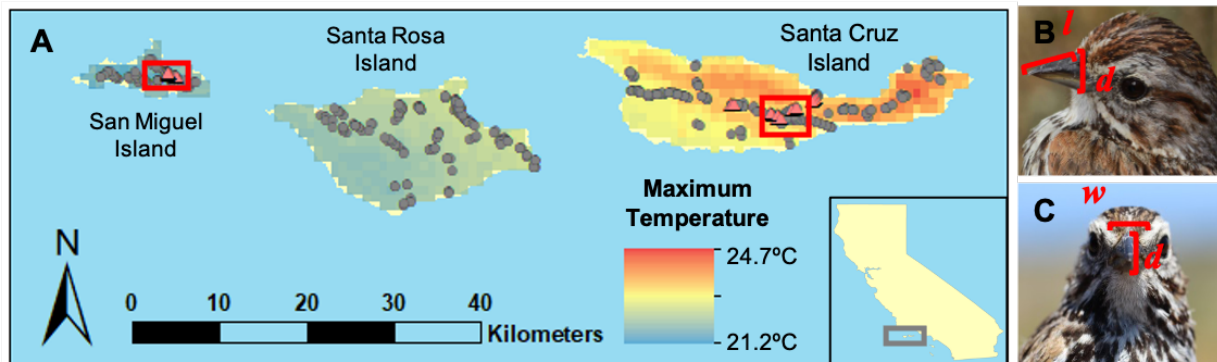 A
Santa Rosa
Island
Santa Cruz
Island
San Miguel
Island
Maximum
Temperature
24.7ºC
21.2ºC
N
0 10 20 30 40
Kilometers
B
l
d
C
w
d